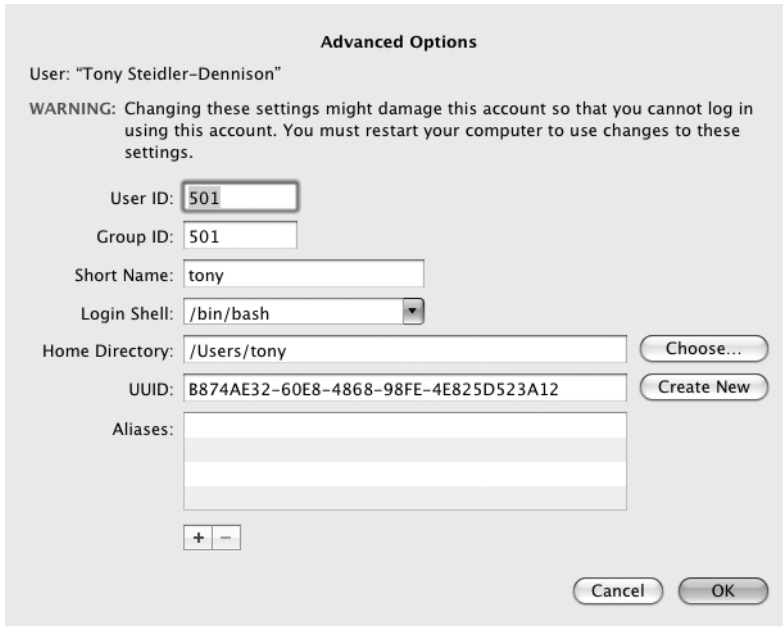 Advanced Options
User: “Tony Steidler-Dennison”
WARNING: Changing these settings might damage this account so that you cannot log in
using this account. You must restart your computer to use changes to these
settings.
User ID: 501
Group ID: 501
Short Name: tony
Login Shell: /bin/bash
Home Directory: /Users/tony Choose...
UUID: B874AE32-60E8-4868-98FE-4E825D523A12 Create New
Aliases:
+ −
Cancel OK